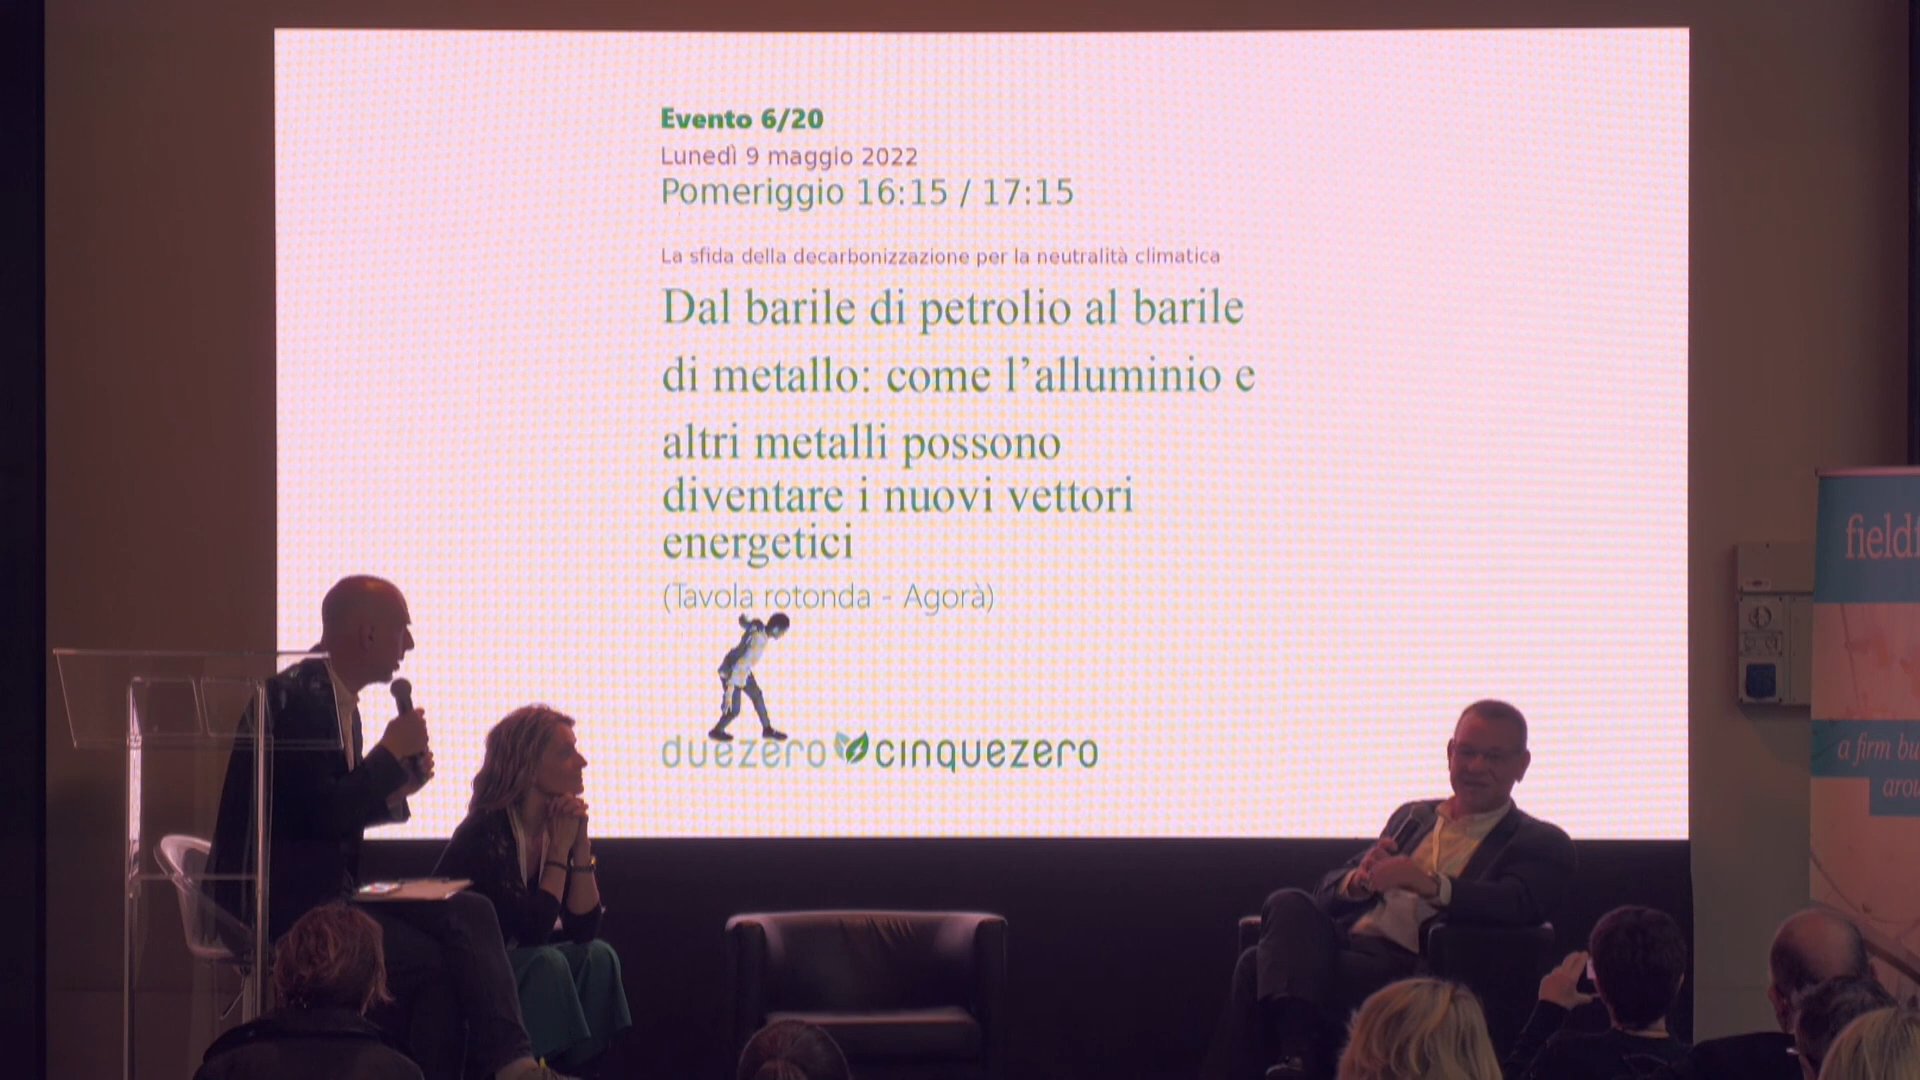 Evento 6/20
Lunedì 9 maggio 2022
Pomeriggio 16:15 / 17:15
La sfida della decarbonizzazione per la neutralità climatica
Dal barile di petrolio al barile
di metallo: come l’alluminio e
altri metalli possono
diventare i nuovi vettori
energetici
(Tavola rotonda - Agorà)
duezero cinquezero
a firm